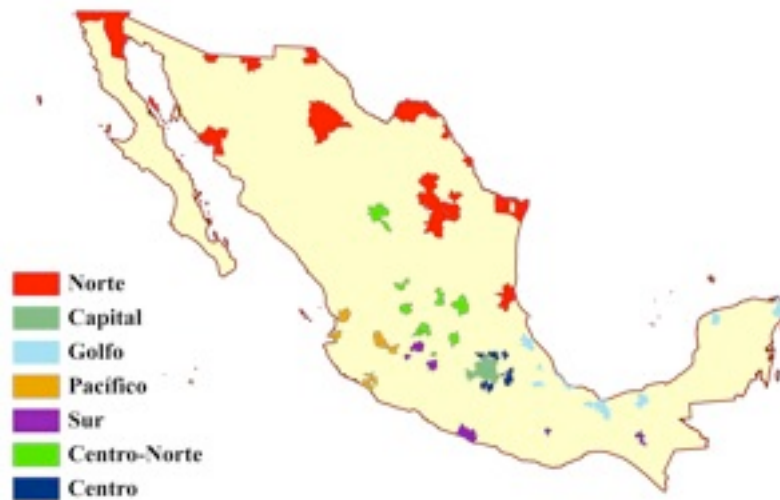 Norte
Capital
Golfo
Pacífico
Sur
Centro-Norte
Centro